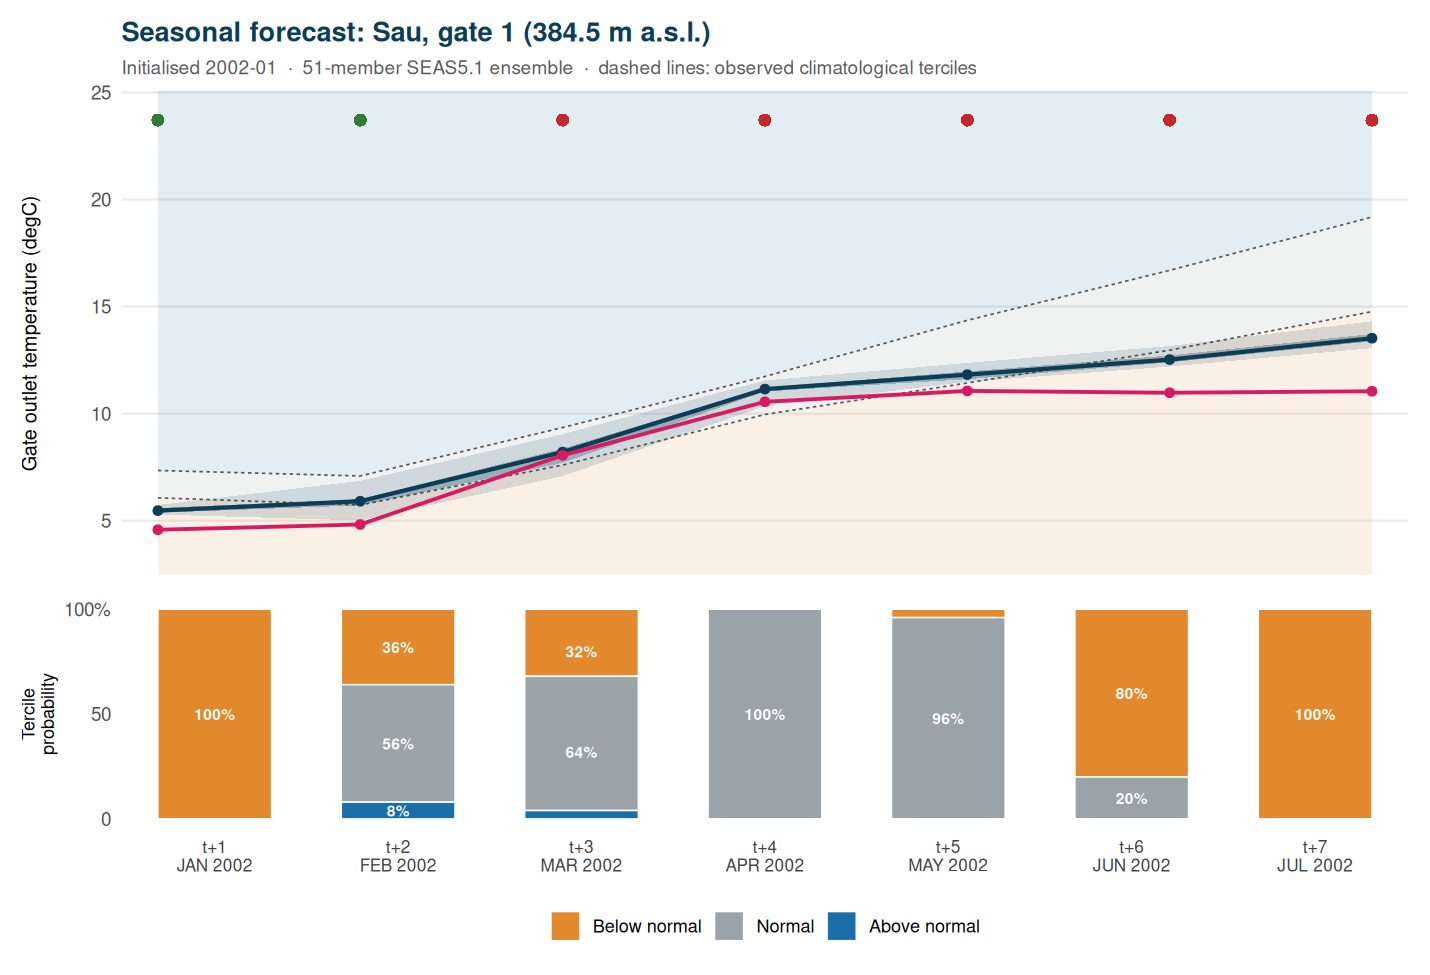 Seasonal forecast: Sau, gate 1 (384.5 m a.s.l.)
Initialised 2002-01 · 51-member SEAS5.1 ensemble · dashed lines: observed climatological terciles
Gate outlet temperature (degC)
25
20
15
10
5
Tercile
probability
100%
50
0
100%
36%
56%
8%
32%
64%
100%
96%
80%
20%
100%
t+1
JAN 2002
t+2
FEB 2002
t+3
MAR 2002
t+4
APR 2002
t+5
MAY 2002
t+6
JUN 2002
t+7
JUL 2002
Below normal
Normal
Above normal